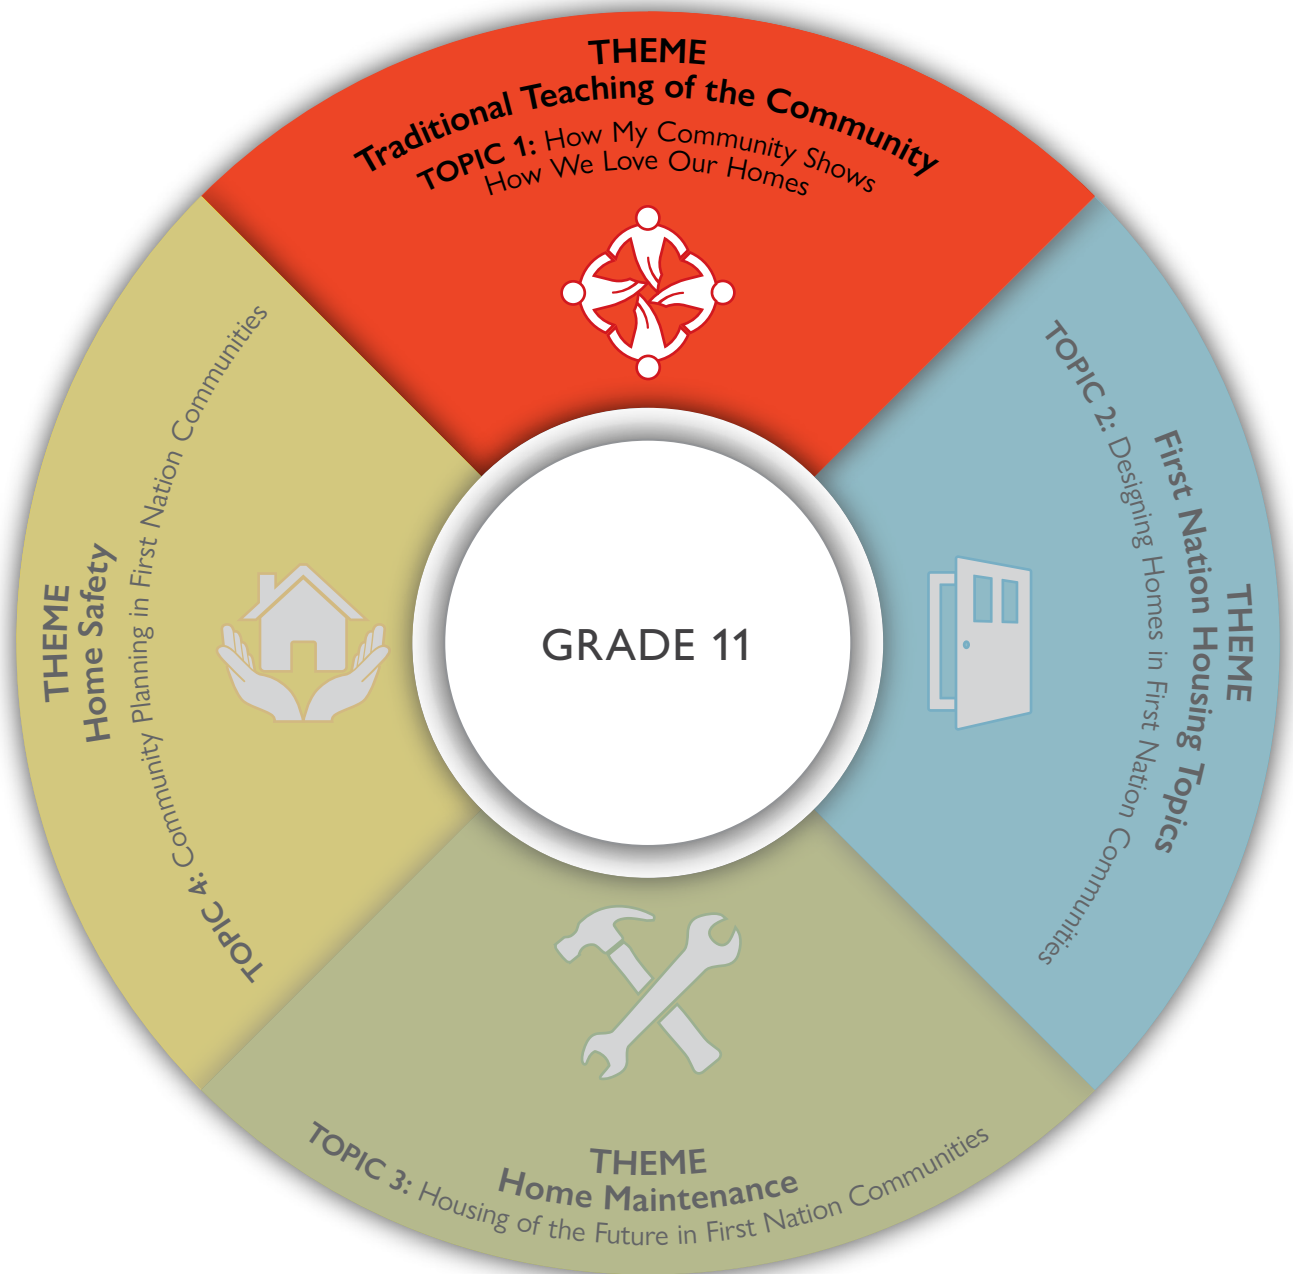 THEME
Traditional Teaching of the Community
TOPIC 1: How My Community Shows
How We Love Our Homes
THEME
First Nation Housing Topics
TOPIC 2: Designing Homes in First Nation Communities
GRADE 11
THEME
Home Maintenance
TOPIC 3: Housing of the Future in First Nation Communities
THEME
Home Safety
TOPIC 4: Community Planning in First Nation Communities